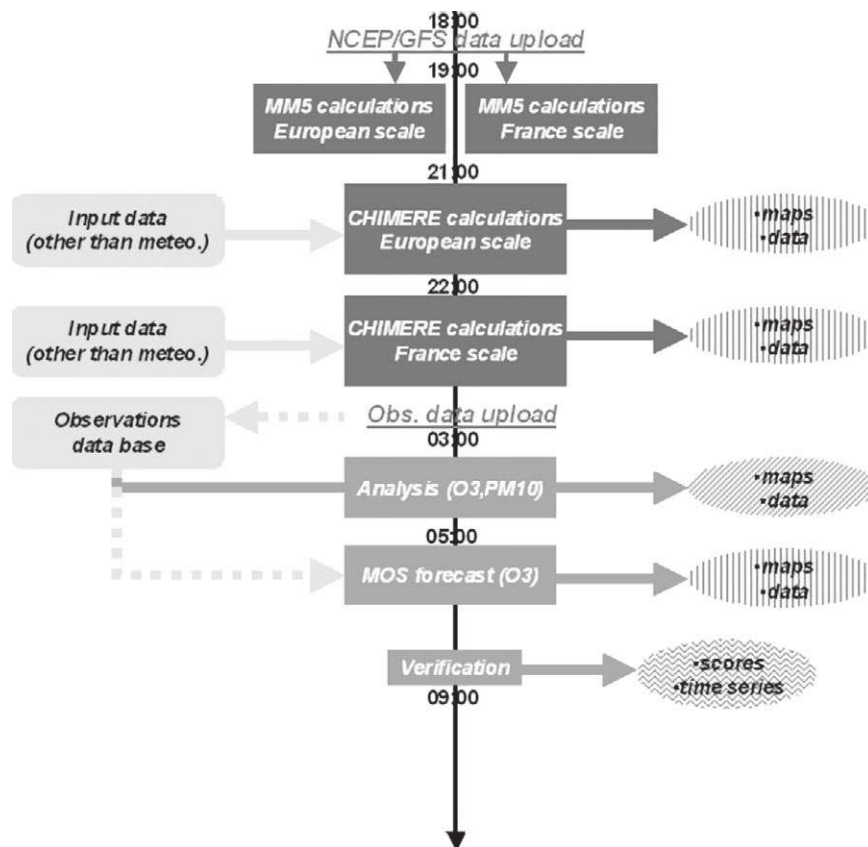 18:00
NCEP/GFS data upload
19:00
MM5 calculations
European scale
MM5 calculations
France scale
21:00
Input data
(other than meteo.)
CHIMERE calculations
European scale
•maps
•data
22:00
Input data
(other than meteo.)
CHIMERE calculations
France scale
•maps
•data
Observations
data base
Obs. data upload
03:00
Analysis (O3,PM10)
•maps
•data
05:00
MOS forecast (O3)
•maps
•data
Verification
•scores
•time series
09:00